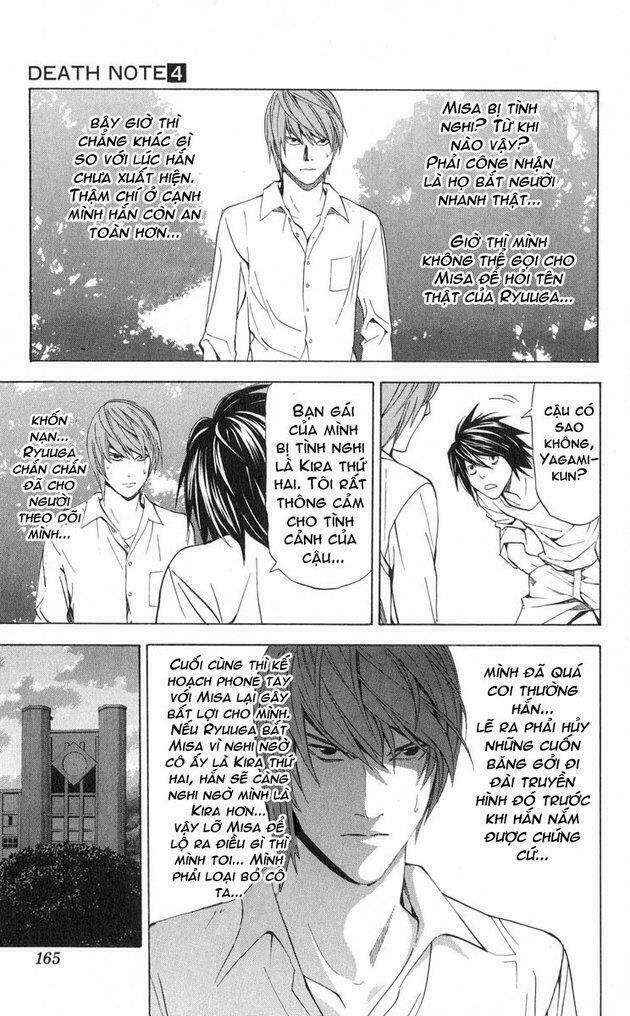 DEATH NOTE 4
MISA BỊ TÌNH
NGHI? TỪ KHI
NÀO VẬY?
PHẢI CÔNG NHẬN
LÀ HỌ BẮT NGƯỜI
NHANH THẬT...
GIỜ THÌ MÌNH
KHÔNG THỂ GỌI CHO
MISA ĐỂ HỎI TÊN
THẬT CỦA RYUUGA...
BÂY GIỜ THÌ
CHẲNG KHÁC GÌ
SO VỚI LÚC HẮN
CHƯA XUẤT HIỆN.
THẬM CHÍ Ở CẠNH
MÌNH HẮN CÒN AN
TOÀN HƠN...
CẬU CÓ
SAO
KHÔNG,
YAGAMI-
KUN?
BẠN GÁI
CỦA MÌNH
BỊ TÌNH NGHI
LÀ KIRA THỨ
HAI. TÔI RẤT
THÔNG CẢM
CHO TÌNH
CẢNH CỦA
CẬU...
KHỐN
NẠN...
RYUUGA
CHẮN CHẮN
ĐÃ CHO
NGƯỜI
THEO DÕI
MÌNH...
MÌNH ĐÃ QUÁ
COI THƯỜNG
HẮN...
LẼ RA PHẢI HỦY
NHỮNG CUỐN
BĂNG GỞI ĐI
ĐÀI TRUYỀN
HÌNH ĐÓ TRƯỚC
KHI HẮN NẮM
ĐƯỢC CHỨNG
CỨ...
CUỐI CÙNG THÌ KẾ
HOẠCH PHONE TAY
VỚI MISA LẠI GÂY
BẤT LỢI CHO MÌNH.
NẾU RYUUGA BẮT
MISA VÌ NGHI NGỜ
CÔ ẤY LÀ KIRA THỨ
HAI, HẮN SẼ CÀNG
NGHI NGỜ MÌNH LÀ
KIRA HƠN...
VẬY LỠ MISA ĐỂ
LỘ RA ĐIỀU GÌ THÌ
MÌNH TOI... MÌNH
PHẢI LOẠI BỎ CÔ
TA...
165